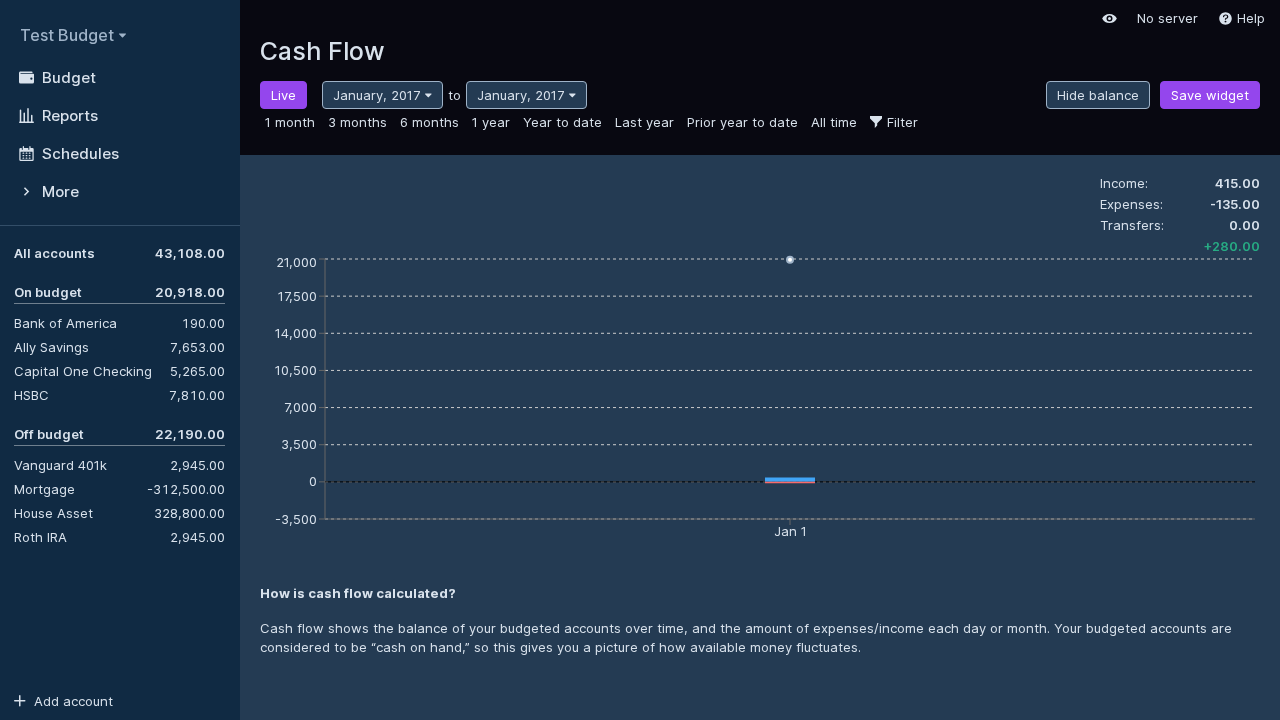 Test Budget
Budget
Reports
Schedules
More
All accounts 43,108.00
On budget 20,918.00
Bank of America 190.00
Ally Savings 7,653.00
Capital One Checking 5,265.00
HSBC 7,810.00
Off budget 22,190.00
Vanguard 401k 2,945.00
Mortgage -312,500.00
House Asset 328,800.00
Roth IRA 2,945.00
Add account
No server Help
Cash Flow
Live January, 2017 to January, 2017 Hide balance Save widget
1 month 3 months 6 months 1 year Year to date Last year Prior year to date All time Filter
Income: 415.00
Expenses: -135.00
Transfers: 0.00
+280.00
21,000
17,500
14,000
10,500
7,000
3,500
0
-3,500
Jan 1
How is cash flow calculated?
Cash flow shows the balance of your budgeted accounts over time, and the amount of expenses/income each day or month. Your budgeted accounts are
considered to be “cash on hand,” so this gives you a picture of how available money fluctuates.